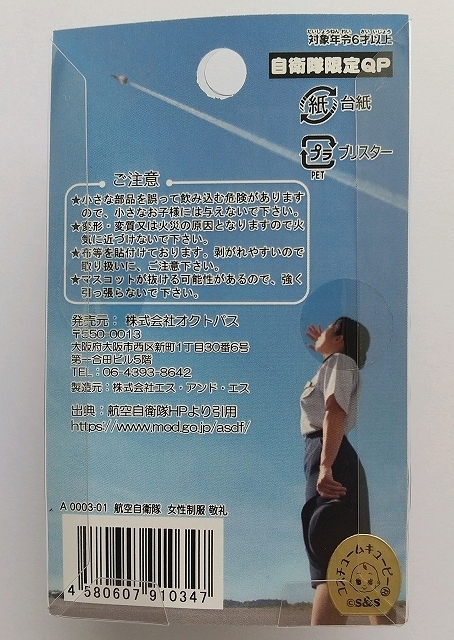 たいしょうねんれい さい いじょう
対象年令6才以上
自衛隊限定QP
紙 台紙
プラ ブリスター
PET
ご注意
★小さな部品を誤って飲み込む危険があります
ので、小さなお子様には与えないで下さい。
★変形・変質又は火災の原因となりますので火
気に近づけないで下さい。
★布等を貼付けております。剥がれやすいので
取り扱いに、ご注意下さい。
★マスコットが抜ける可能性があるので、強く
引っ張らないで下さい。
発売元：株式会社オクトパス
〒550-0013
大阪府大阪市西区新町1丁目30番6号
第一合田ビル5階
TEL：06-4393-8642
製造元：株式会社エス・アンド・エス
出典：航空自衛隊HPより引用
https://www.mod.go.jp/asdf/
A 0003-01 航空自衛隊 女性制服 敬礼
4 580607 910347
コスチュームキューピー
©S&S